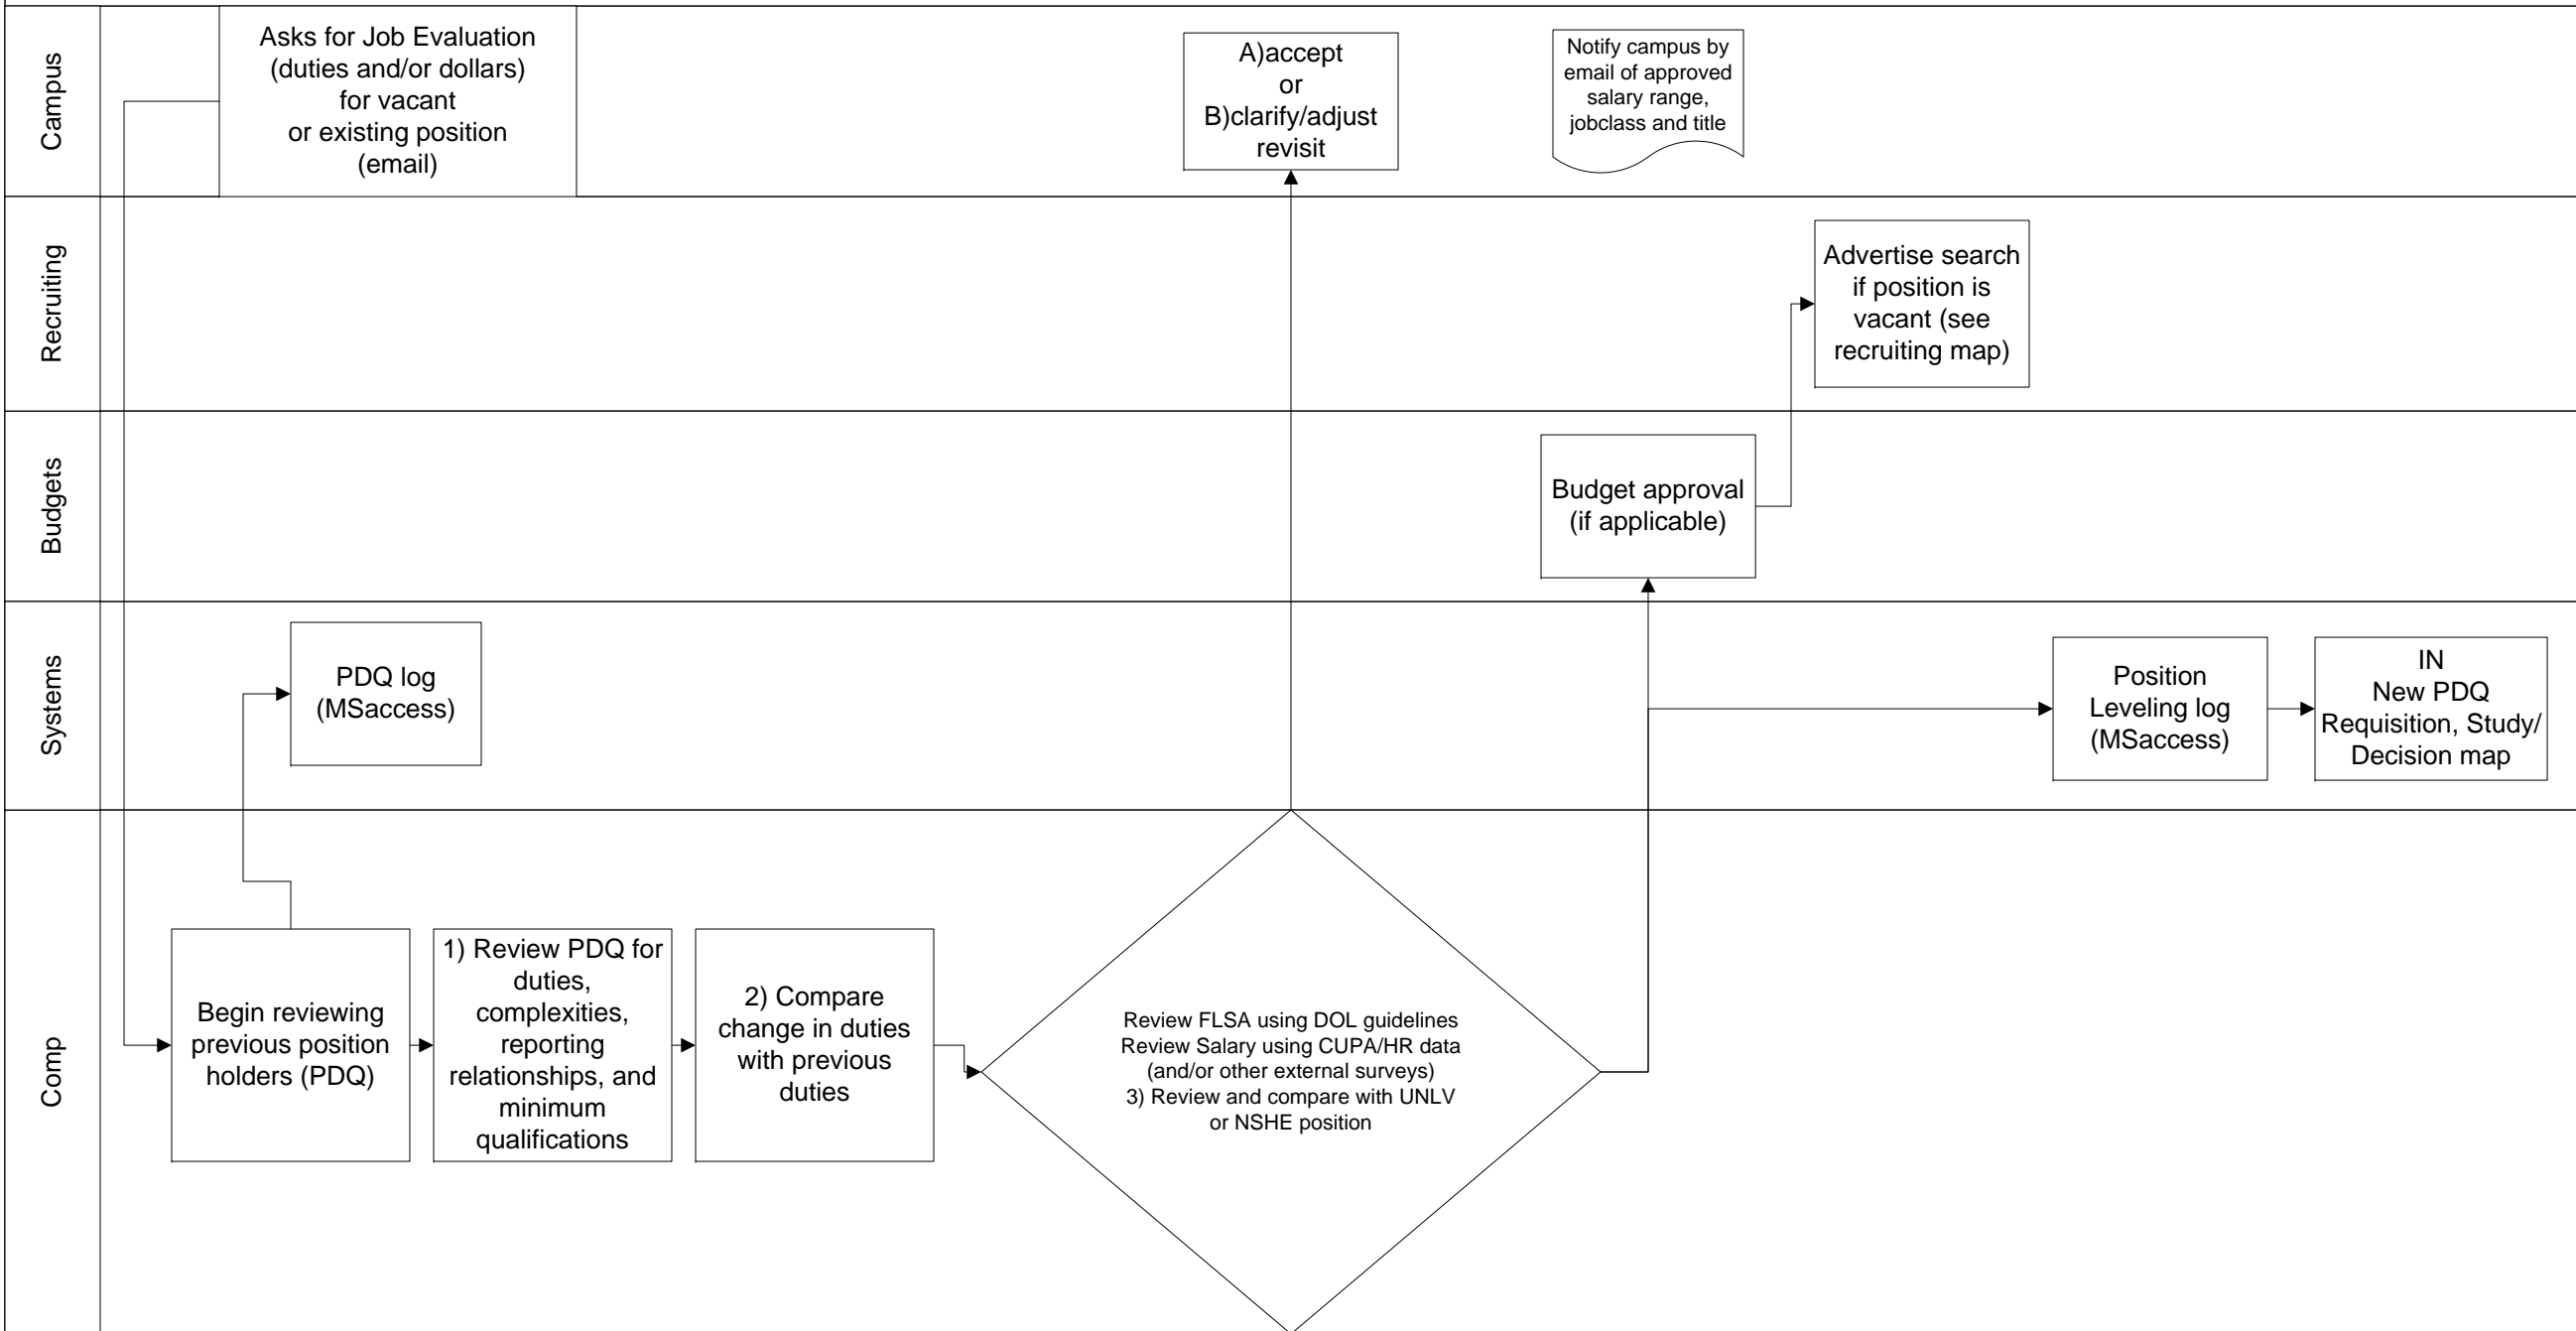 Campus
Asks for Job Evaluation
(duties and/or dollars)
for vacant
or existing position
(email)
A)accept
or
B)clarify/adjust
revisit
Notify campus by
email of approved
salary range,
jobclass and title
Recruiting
Advertise search
if position is
vacant (see
recruiting map)
Budgets
Budget approval
(if applicable)
Systems
PDQ log
(MSaccess)
Position
Leveling log
(MSaccess)
IN
New PDQ
Requisition, Study/
Decision map
Comp
Begin reviewing
previous position
holders (PDQ)
1) Review PDQ for
duties,
complexities,
reporting
relationships, and
minimum
qualifications
2) Compare
change in duties
with previous
duties
Review FLSA using DOL guidelines
Review Salary using CUPA/HR data
(and/or other external surveys)
3) Review and compare with UNLV
or NSHE position